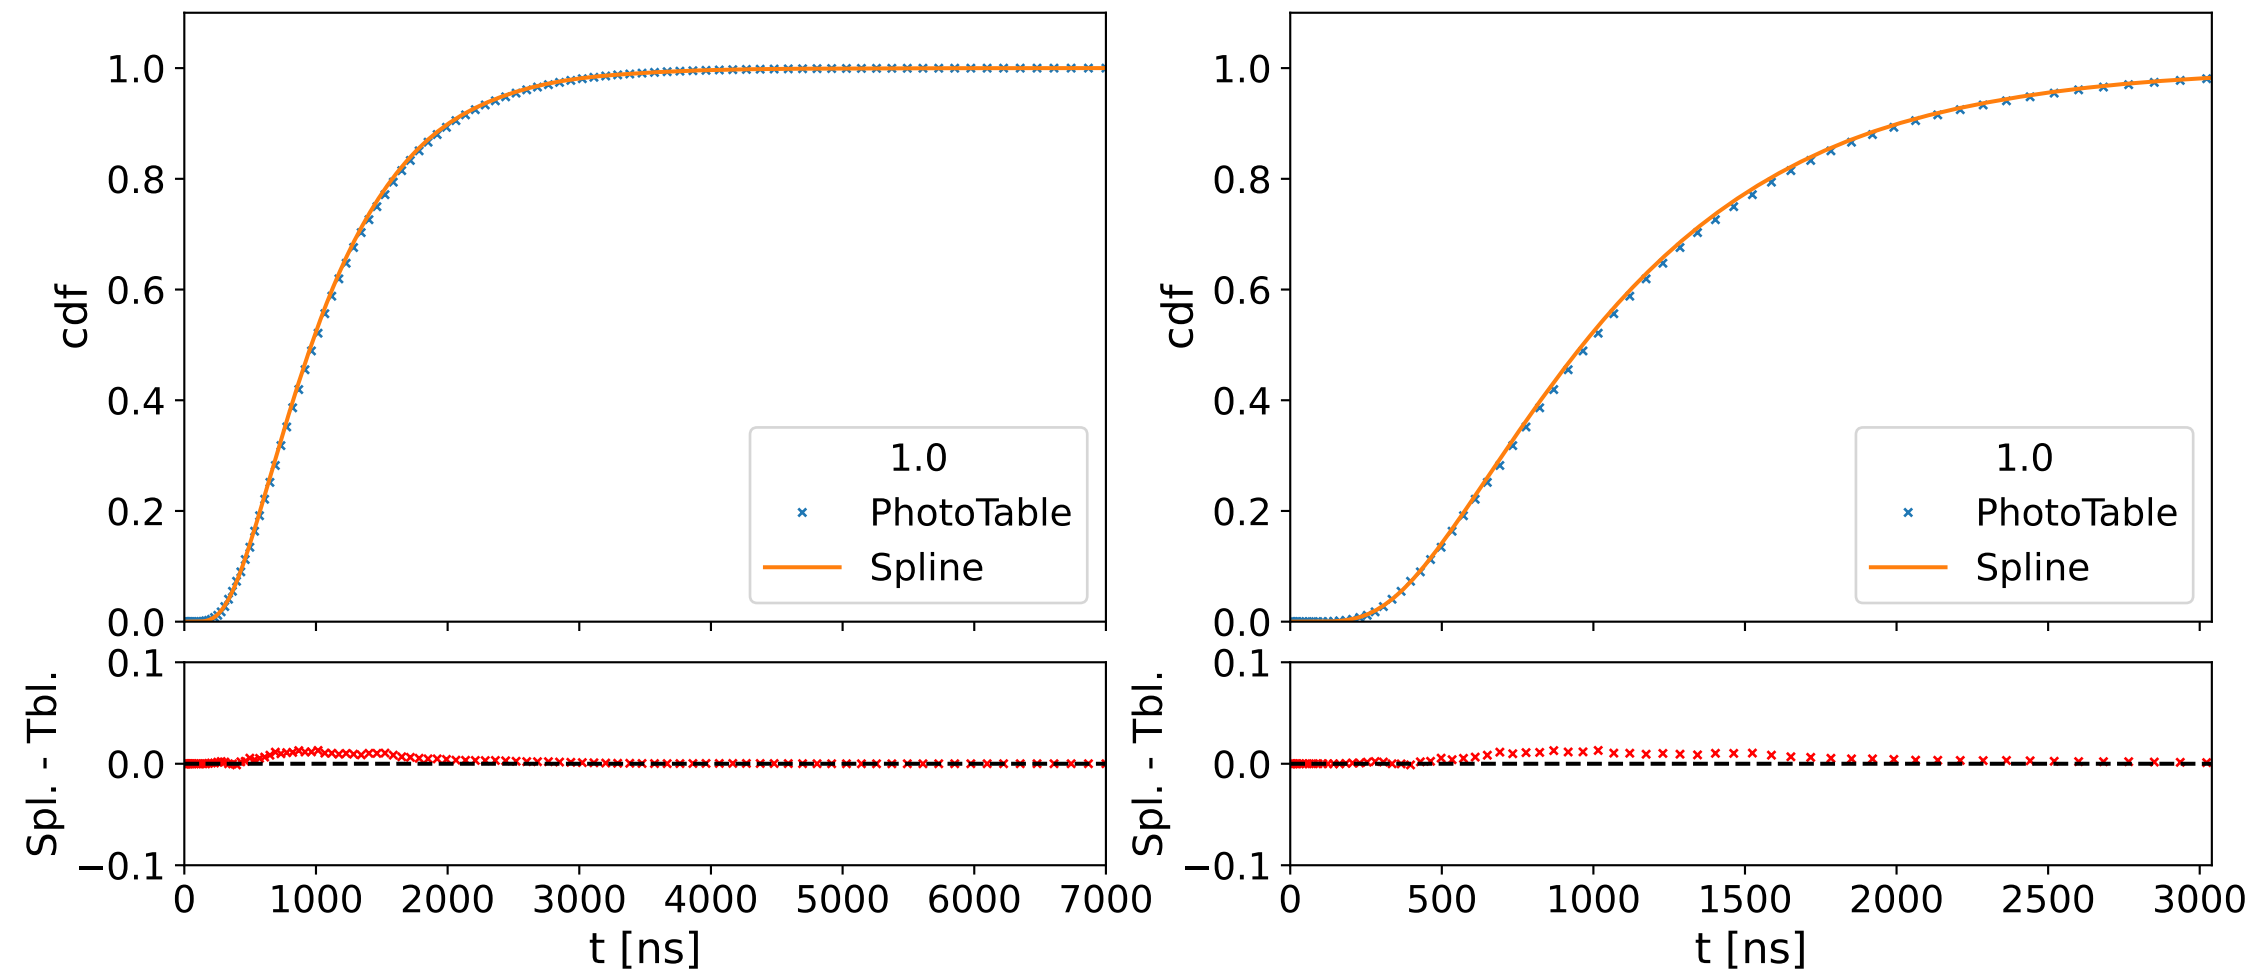 1.0
0.8
0.6
0.4
0.2
0.0
cdf
1.0
PhotoTable
Spline
0.1
0.0
−0.1
Spl. - Tbl.
0 1000 2000 3000 4000 5000 6000 7000
t [ns]
1.0
0.8
0.6
0.4
0.2
0.0
cdf
1.0
PhotoTable
Spline
0.1
0.0
−0.1
Spl. - Tbl.
0 500 1000 1500 2000 2500 3000
t [ns]